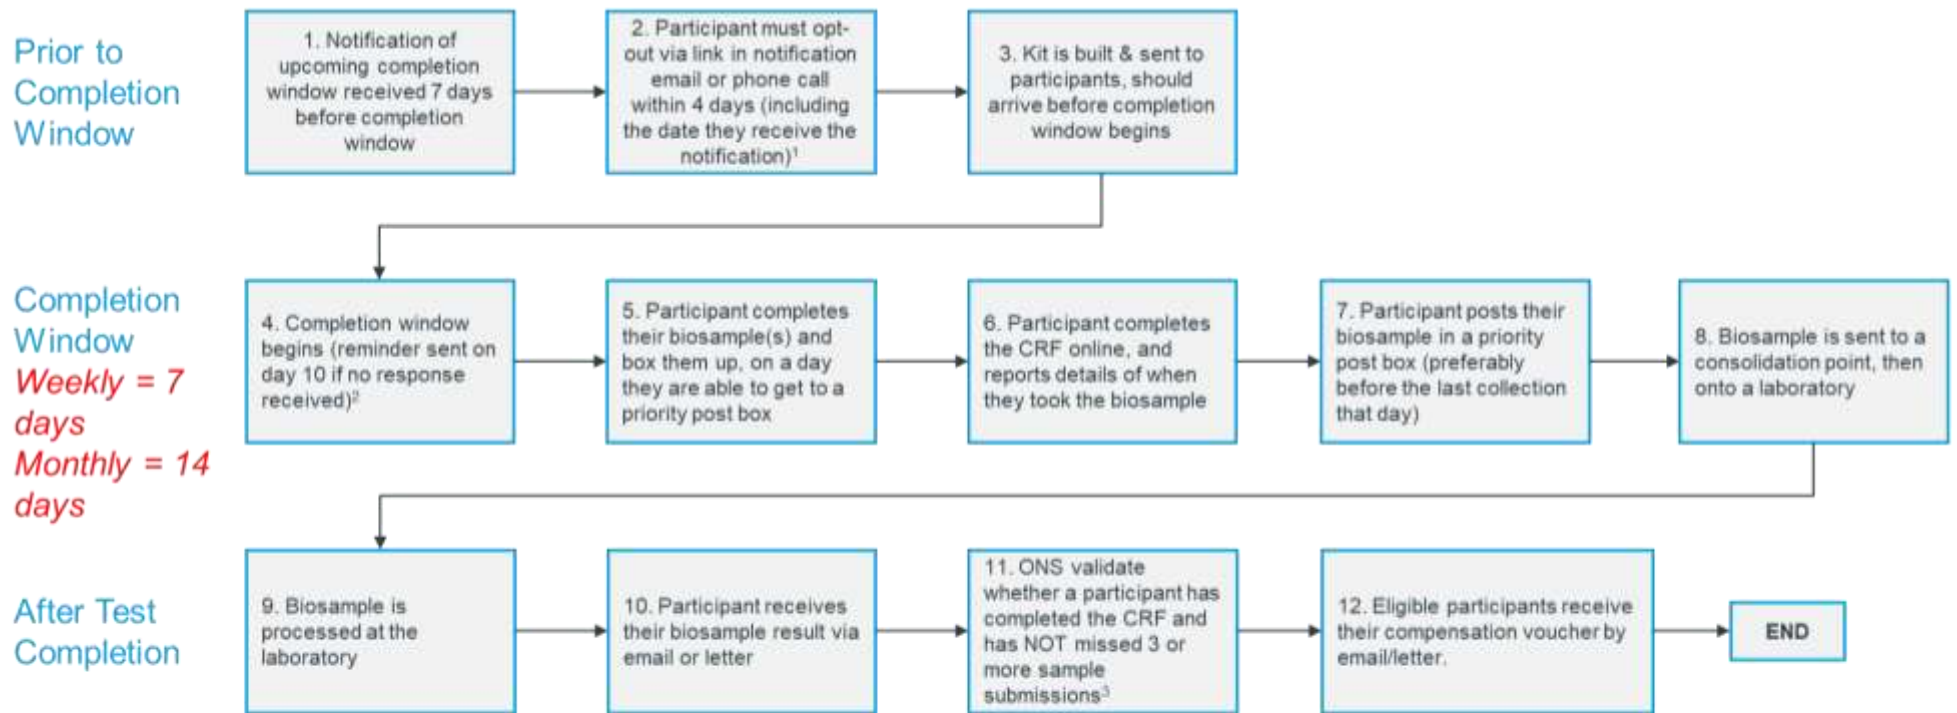 Prior to
Completion
Window
1. Notification of
upcoming completion
window received 7 days
before completion
window
2. Participant must opt-
out via link in notification
email or phone call
within 4 days (including
the date they receive the
notification)¹
3. Kit is built & sent to
participants, should
arrive before completion
window begins
Completion
Window
Weekly = 7
days
Monthly = 14
days
4. Completion window
begins (reminder sent on
day 10 if no response
received)²
5. Participant completes
their biosample(s) and
box them up, on a day
they are able to get to a
priority post box
6. Participant completes
the CRF online, and
reports details of when
they took the biosample
7. Participant posts their
biosample in a priority
post box (preferably
before the last collection
that day)
8. Biosample is sent to a
consolidation point, then
onto a laboratory
After Test
Completion
9. Biosample is
processed at the
laboratory
10. Participant receives
their biosample result via
email or letter
11. ONS validate
whether a participant has
completed the CRF and
has NOT missed 3 or
more sample
submissions³
12. Eligible participants receive
their compensation voucher by
email/letter.
END